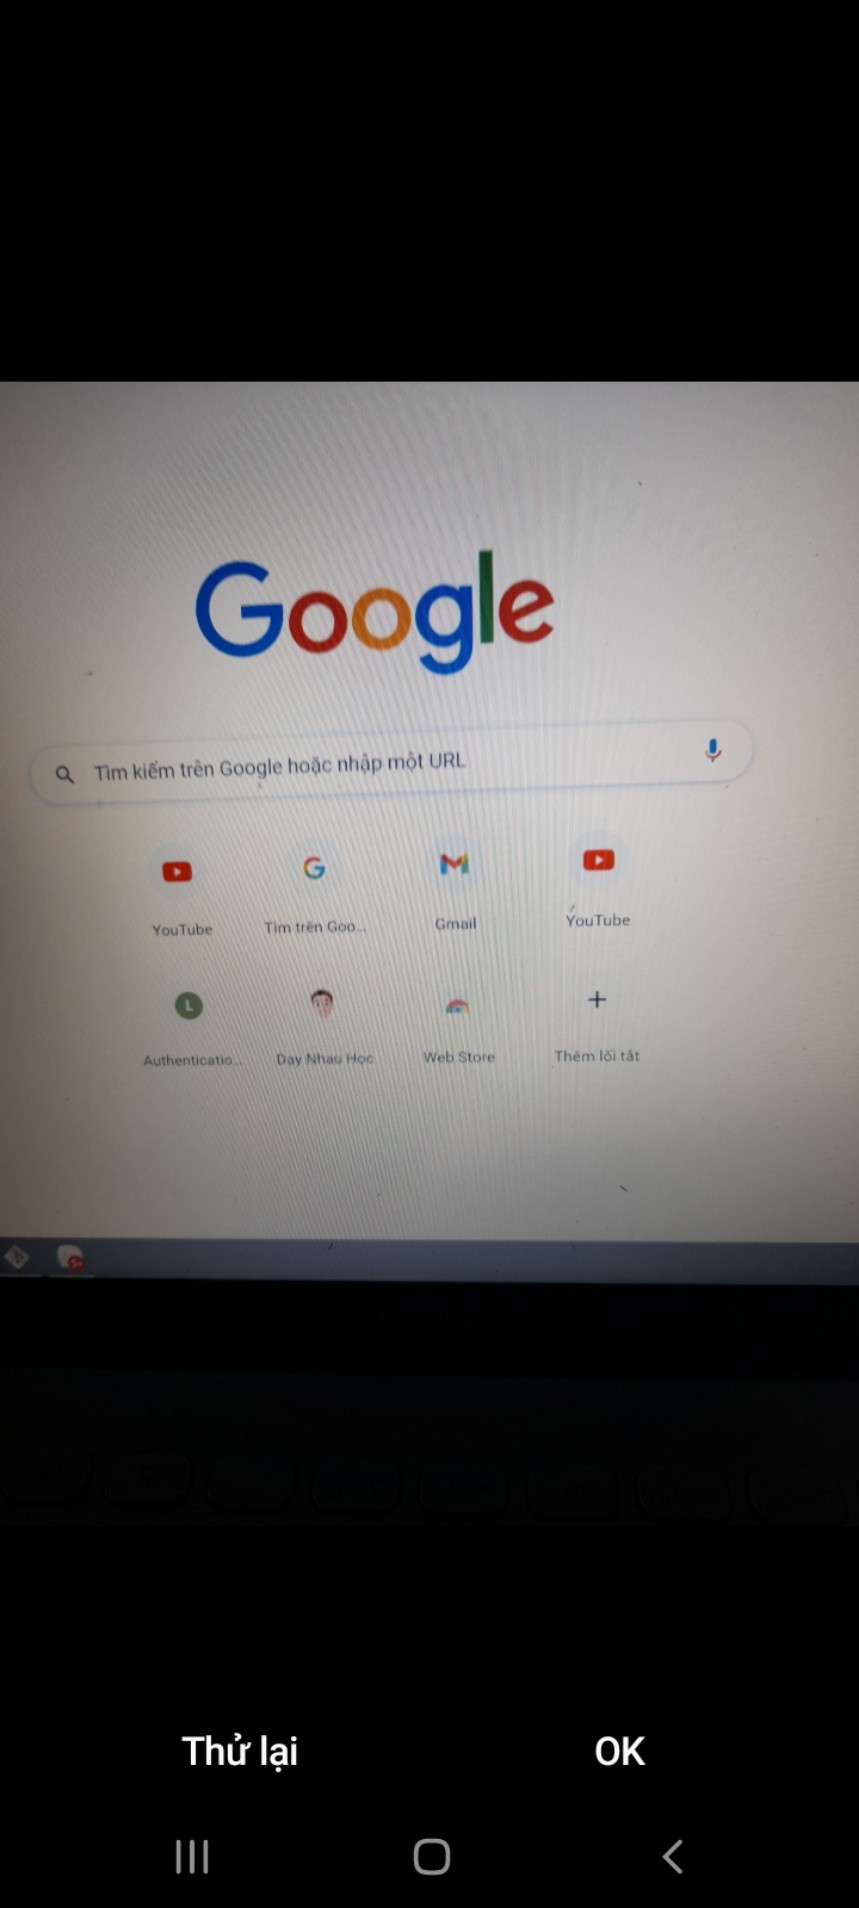 Google
Tìm kiếm trên Google hoặc nhập một URL
YouTube
Tìm trên Goo...
Gmail
YouTube
L
Authenticatio...
Dạy Nhau Học
Web Store
Thêm lối tắt
5+
Thử lại
OK